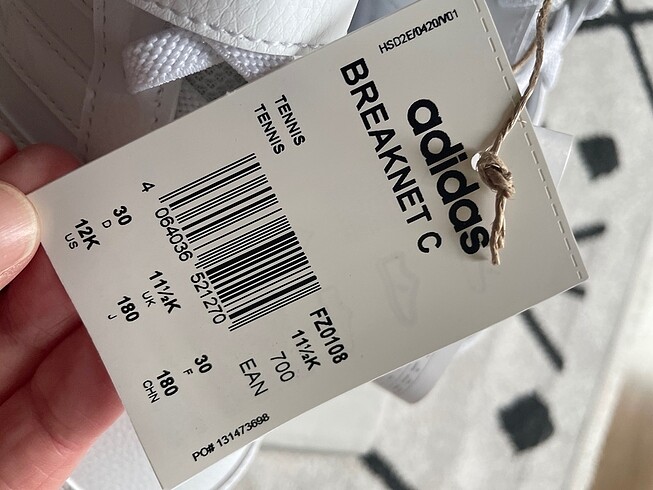 HSD2E/0420/V01
adidas
BREAKNET C
TENNIS
TENNIS
4 064036 521270
FZ0108
11½K
700
EAN
30 D
11½K UK
30 F
12K US
180 J
180 CHN
PO# 131473698